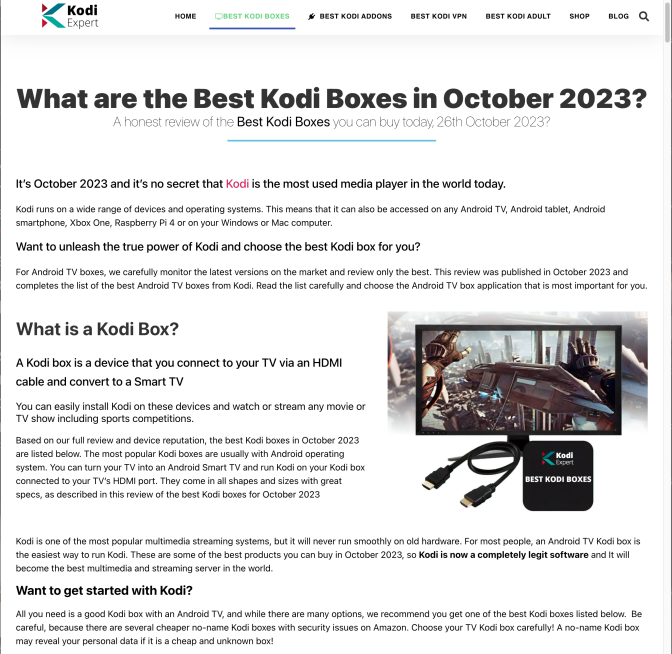 Kodi
Expert
HOME
BEST KODI BOXES
BEST KODI ADDONS
BEST KODI VPN
BEST KODI ADULT
SHOP
BLOG
What are the Best Kodi Boxes in October 2023?
A honest review of the Best Kodi Boxes you can buy today, 26th October 2023?
It's October 2023 and it's no secret that Kodi is the most used media player in the world today.
Kodi runs on a wide range of devices and operating systems. This means that it can also be accessed on any Android TV, Android tablet, Android
smartphone, Xbox One, Raspberry Pi 4 or on your Windows or Mac computer.
Want to unleash the true power of Kodi and choose the best Kodi box for you?
For Android TV boxes, we carefully monitor the latest versions on the market and review only the best. This review was published in October 2023 and
completes the list of the best Android TV boxes from Kodi. Read the list carefully and choose the Android TV box application that is most important for you.
What is a Kodi Box?
A Kodi box is a device that you connect to your TV via an HDMI
cable and convert to a Smart TV
You can easily install Kodi on these devices and watch or stream any movie or
TV show including sports competitions.
Based on our full review and device reputation, the best Kodi boxes in October 2023
are listed below. The most popular Kodi boxes are usually with Android operating
system. You can turn your TV into an Android Smart TV and run Kodi on your Kodi box
connected to your TV's HDMI port. They come in all shapes and sizes with great
specs, as described in this review of the best Kodi boxes for October 2023
Kodi
Expert
BEST KODI BOXES
Kodi is one of the most popular multimedia streaming systems, but it will never run smoothly on old hardware. For most people, an Android TV Kodi box is
the easiest way to run Kodi. These are some of the best products you can buy in October 2023, so Kodi is now a completely legit software and It will
become the best multimedia and streaming server in the world.
Want to get started with Kodi?
All you need is a good Kodi box with an Android TV, and while there are many options, we recommend you get one of the best Kodi boxes listed below.  Be
careful, because there are several cheaper no-name Kodi boxes with security issues on Amazon. Choose your TV Kodi box carefully! A no-name Kodi box
may reveal your personal data if it is a cheap and unknown box!